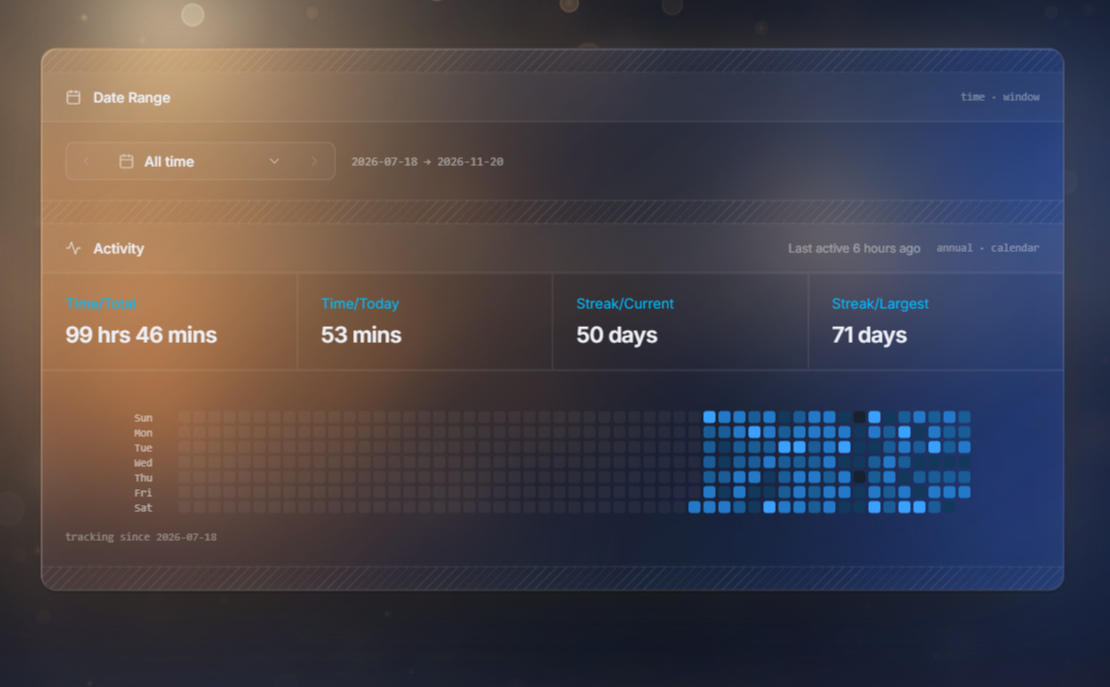 Date Range
time · window
All time
2026-07-18 → 2026-11-20
Activity
Last active 6 hours ago
annual · calendar
Time/Total
Time/Today
Streak/Current
Streak/Largest
99 hrs 46 mins
53 mins
50 days
71 days
Sun
Mon
Tue
Wed
Thu
Fri
Sat
tracking since 2026-07-18